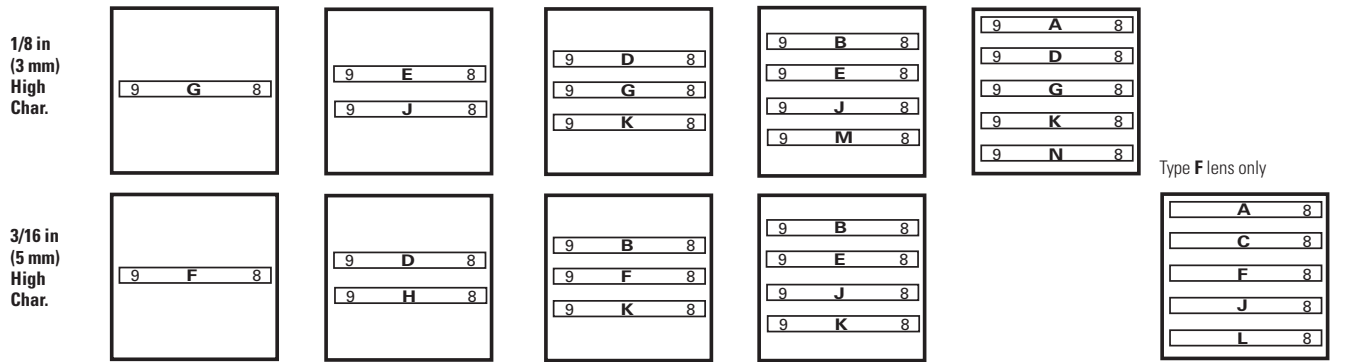 1/8 in
(3 mm)
High
Char.
9 G 8
9 E 8
9 J 8
9 D 8
9 G 8
9 K 8
9 B 8
9 E 8
9 J 8
9 M 8
9 A 8
9 D 8
9 G 8
9 K 8
9 N 8
Type F lens only
3/16 in
(5 mm)
High
Char.
9 F 8
9 D 8
9 H 8
9 B 8
9 F 8
9 K 8
9 B 8
9 E 8
9 J 8
9 K 8
A 8
C 8
F 8
J 8
L 8